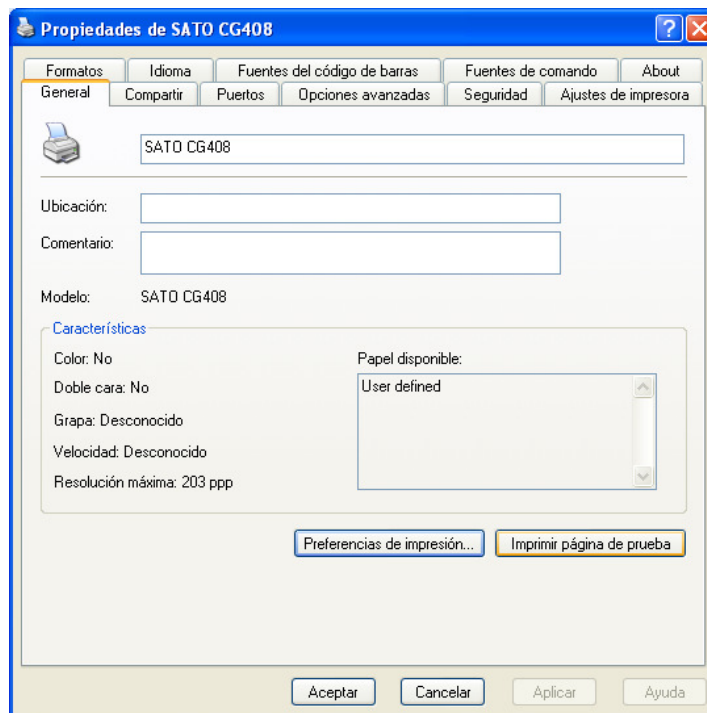 Propiedades de SATO CG408
Formatos Idioma Fuentes del código de barras Fuentes de comando About
General Compartir Puertos Opciones avanzadas Seguridad Ajustes de impresora
SATO CG408
Ubicación:
Comentario:
Modelo: SATO CG408
Características
Color: No Papel disponible:
Doble cara: No User defined
Grapa: Desconocido
Velocidad: Desconocido
Resolución máxima: 203 ppp
Preferencias de impresión... Imprimir página de prueba
Aceptar Cancelar Aplicar Ayuda